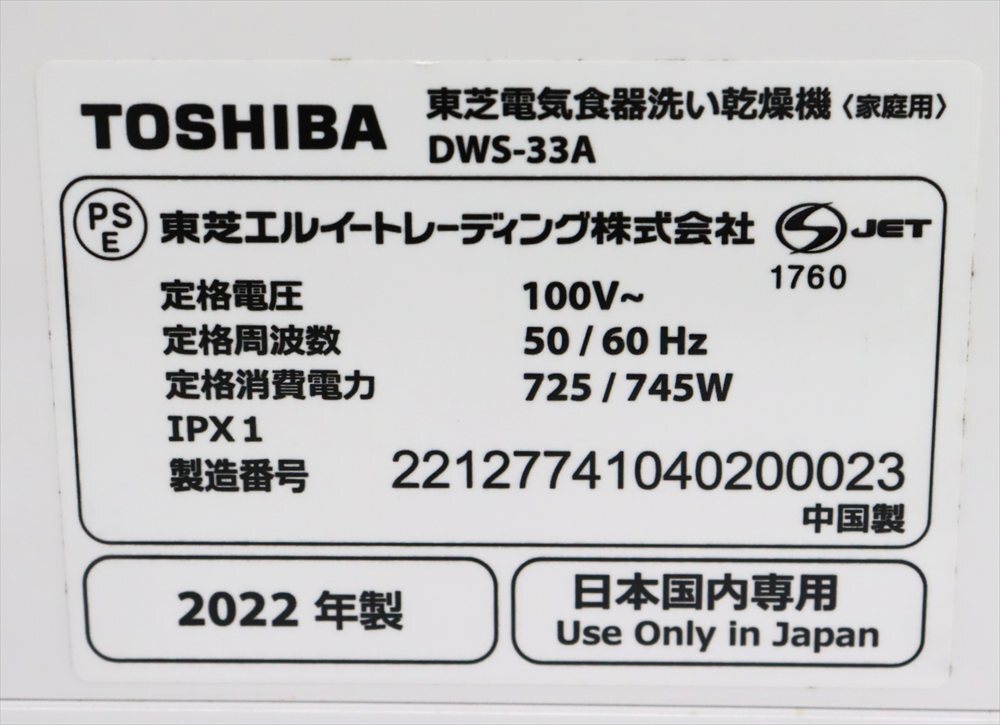 TOSHIBA
東芝電気食器洗い乾燥機〈家庭用〉
DWS-33A
PS
E
東芝エルイートレーディング株式会社
JET
1760
定格電圧 100V~
定格周波数 50 / 60 Hz
定格消費電力 725 / 745W
IPX1
製造番号 22127741040200023
中国製
2022 年製
日本国内専用
Use Only in Japan